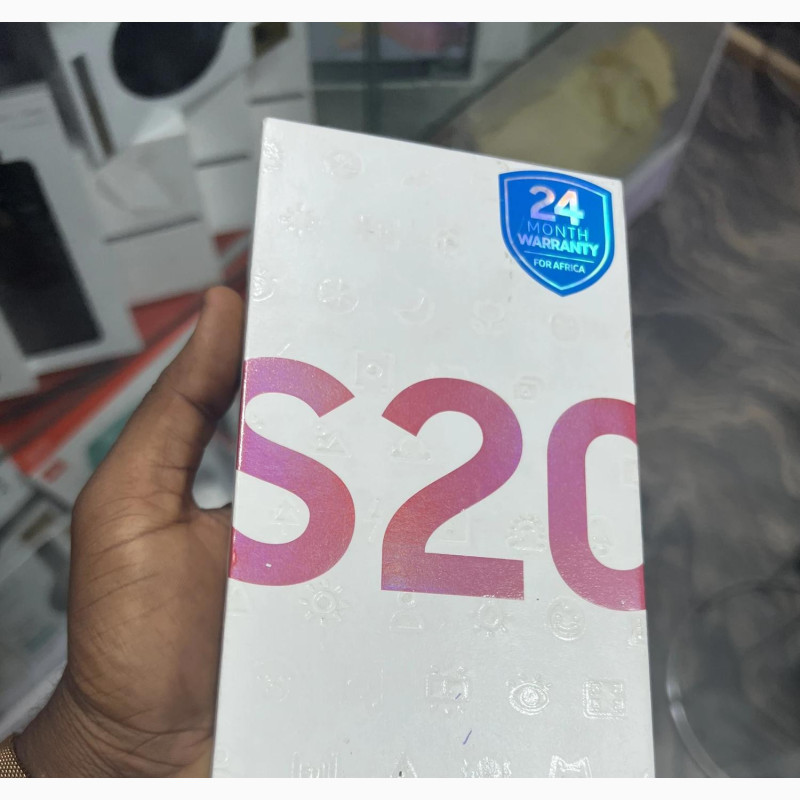 24
MONTH
WARRANTY
FOR AFRICA
S20